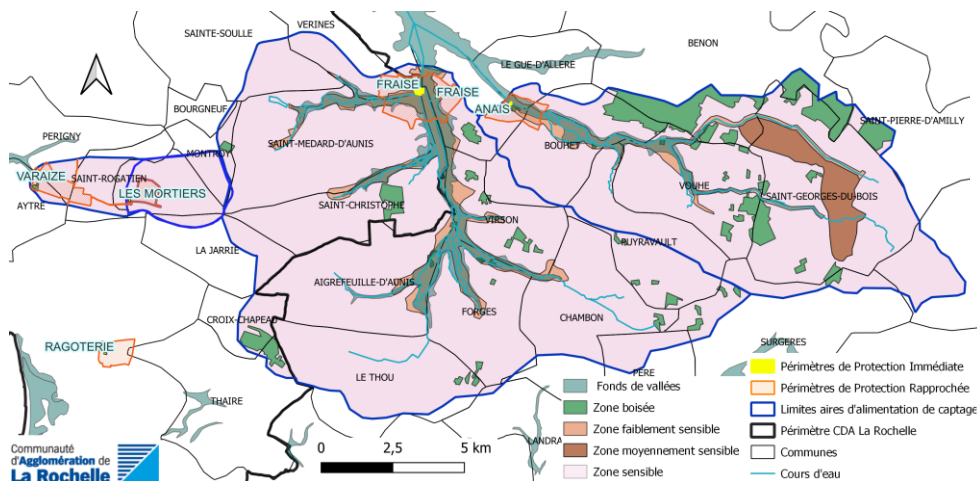 VERINES
SAINTE-SOULLE
BENON
LE GUE-D'ALLERE
FRAISE
FRAISE
ANAIS
BOURGNEUF
SAINT-PIERRE-D'AMILLY
PERIGNY
SAINT-MEDARD-D'AUNIS
BOUHET
MONTROY
VARAIZE
SAINT-ROGATIEN
VOUHE
LES MORTIERS
SAINT-GEORGES-DU-BOIS
AYTRE
SAINT-CHRISTOPHE
VIRSON
LA JARRIE
PUYRAVAULT
AIGREFEUILLE-D'AUNIS
FORGES
CHAMBON
CROIX-CHAPEAU
RAGOTERIE
SURGERES
LE THOU
PERE
THAIRE
LANDRA
Fonds de vallées
Zone boisée
Zone faiblement sensible
Zone moyennement sensible
Zone sensible
Périmètres de Protection Immédiate
Périmètres de Protection Rapprochée
Limites aires d'alimentation de captage
Périmètre CDA La Rochelle
Communes
Cours d'eau
0 2,5 5 km
Communauté
d'Agglomération de
La Rochelle